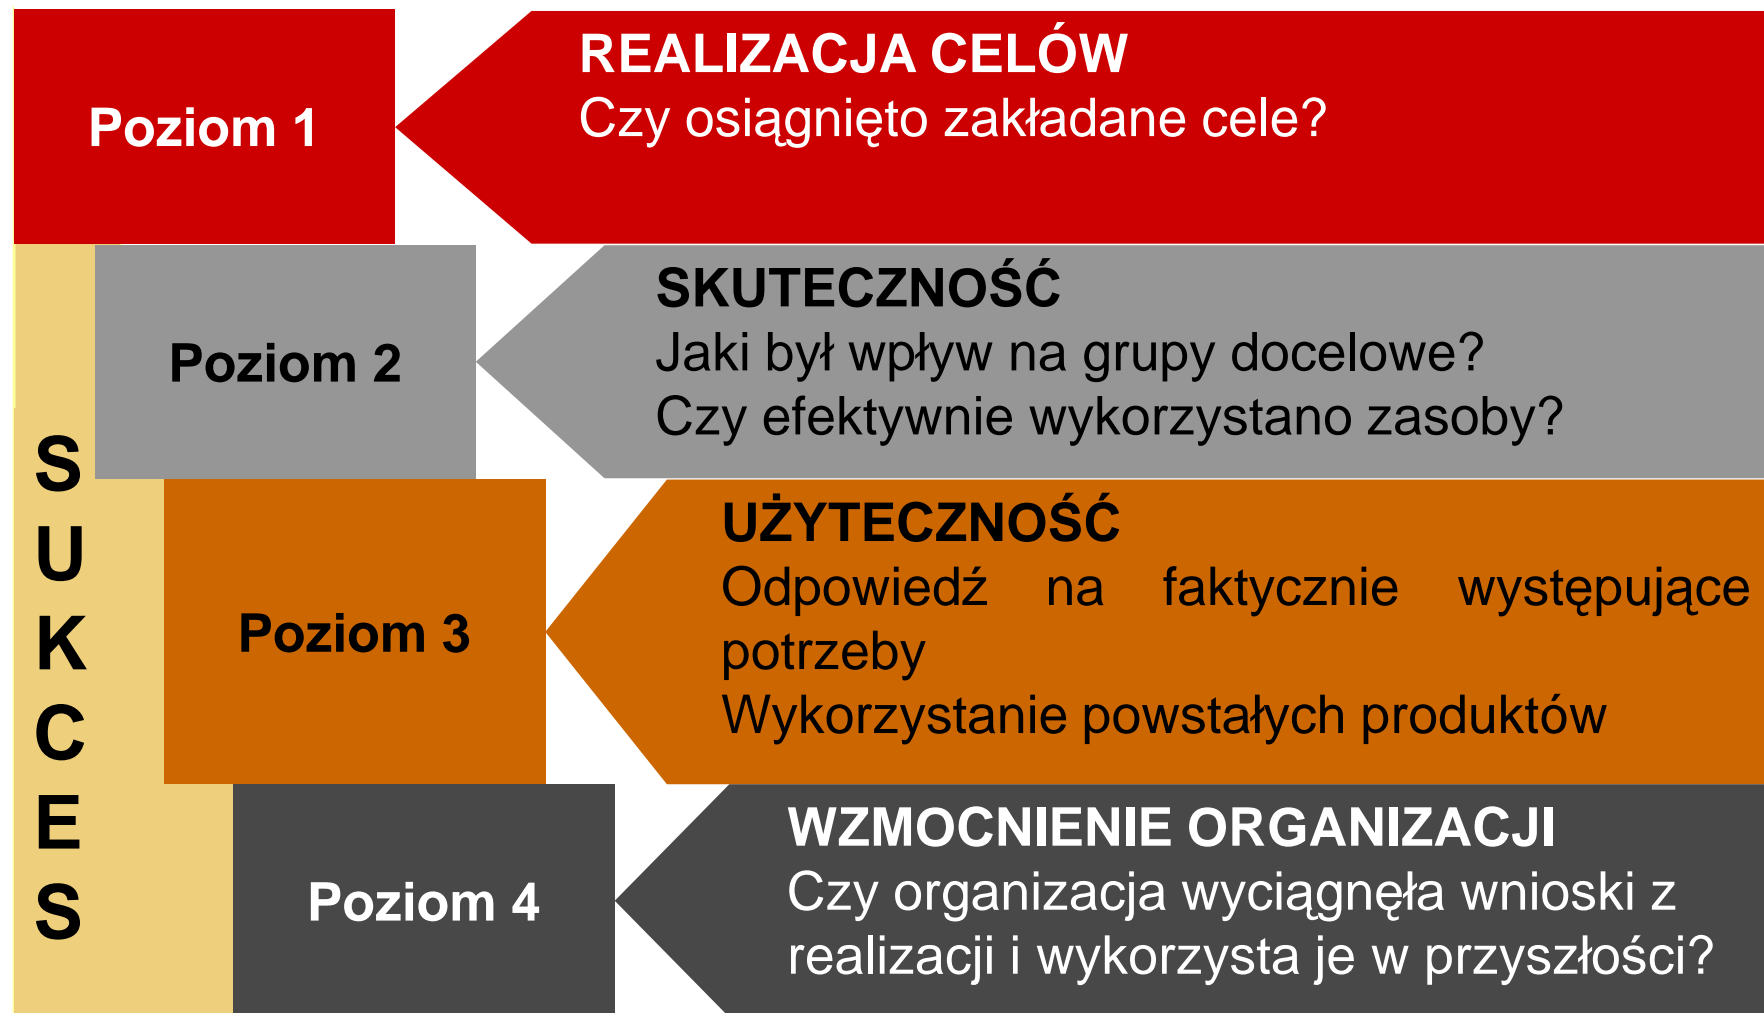 Poziom 1
REALIZACJA CELÓW
Czy osiągnięto zakładane cele?
Poziom 2
SKUTECZNOŚĆ
Jaki był wpływ na grupy docelowe?
Czy efektywnie wykorzystano zasoby?
Poziom 3
UŻYTECZNOŚĆ
Odpowiedź na faktycznie występujące
potrzeby
Wykorzystanie powstałych produktów
Poziom 4
WZMOCNIENIE ORGANIZACJI
Czy organizacja wyciągnęła wnioski z
realizacji i wykorzysta je w przyszłości?
S
U
K
C
E
S